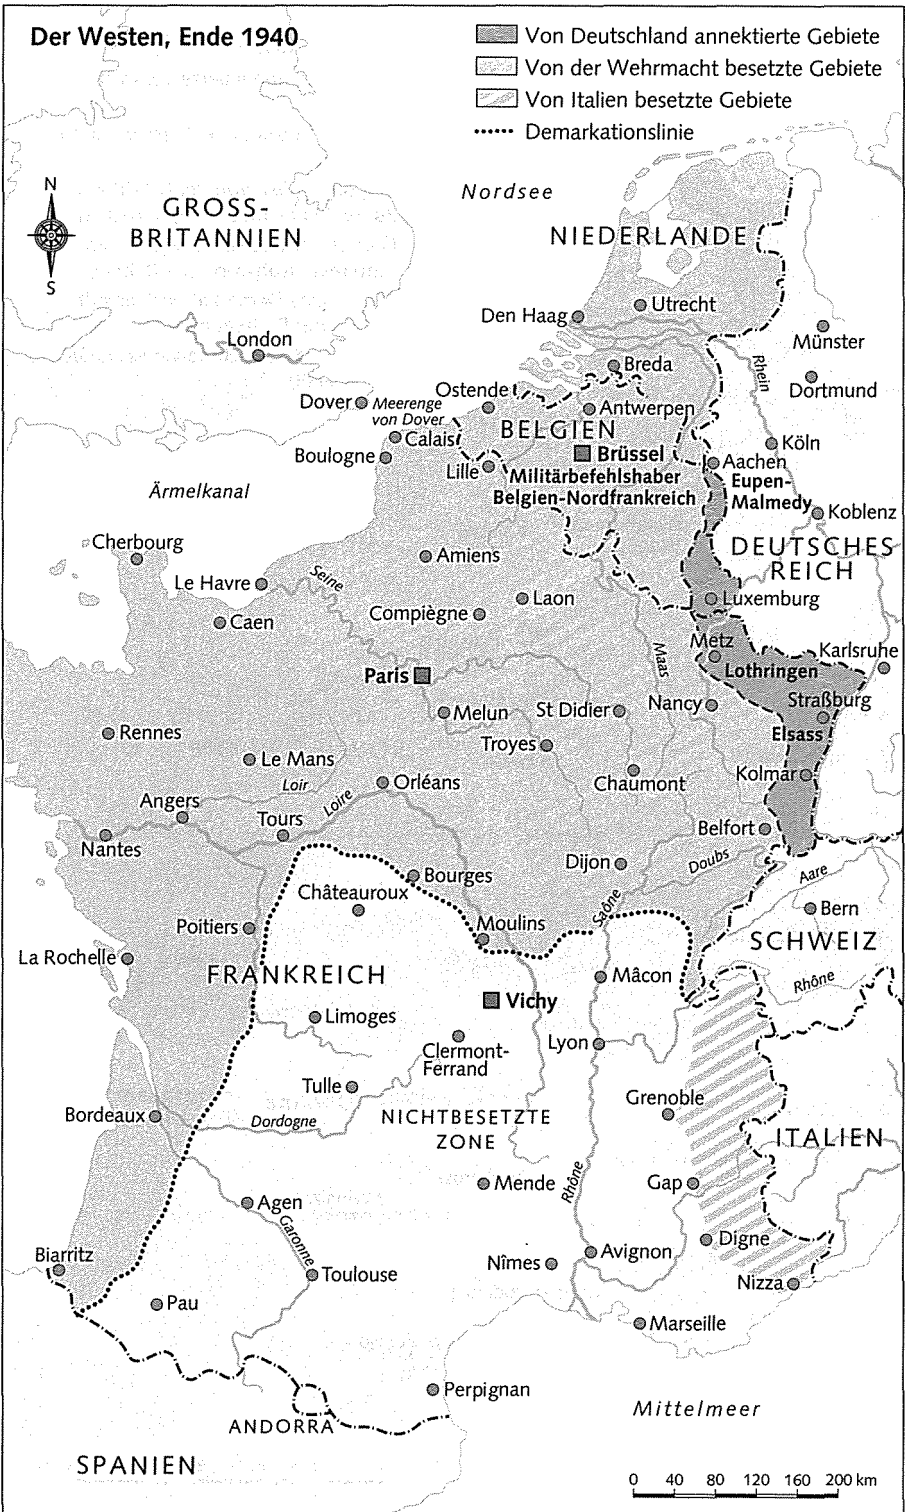 Der Westen, Ende 1940
Von Deutschland annektierte Gebiete
Von der Wehrmacht besetzte Gebiete
Von Italien besetzte Gebiete
Demarkationslinie
N
S
Nordsee
GROSS-
BRITANNIEN
NIEDERLANDE
Den Haag
Utrecht
London
Münster
Rhein
Breda
Dortmund
Dover
Meerenge
von Dover
Ostende
Antwerpen
Calais
BELGIEN
Köln
Boulogne
Lille
Brüssel
Aachen
Militärbefehlshaber
Belgien-Nordfrankreich
Eupen-
Malmedy
Ärmelkanal
Koblenz
Cherbourg
Amiens
DEUTSCHES
REICH
Le Havre
Seine
Laon
Luxemburg
Caen
Compiègne
Metz
Karlsruhe
Maas
Paris
Lothringen
Rennes
Melun
St Didier
Nancy
Straßburg
Elsass
Troyes
Le Mans
Chaumont
Kolmar
Loir
Orléans
Angers
Loire
Tours
Belfort
Nantes
Dijon
Doubs
Bourges
Aare
Châteauroux
Saône
Bern
Poitiers
Moulins
SCHWEIZ
La Rochelle
FRANKREICH
Mâcon
Rhône
Vichy
Limoges
Lyon
Clermont-
Ferrand
Tulle
Grenoble
Bordeaux
Dordogne
NICHTBESETZTE
ZONE
ITALIEN
Mende
Rhône
Gap
Agen
Garonne
Digne
Biarritz
Toulouse
Nîmes
Avignon
Nizza
Pau
Marseille
Perpignan
Mittelmeer
ANDORRA
SPANIEN
0 40 80 120 160 200 km